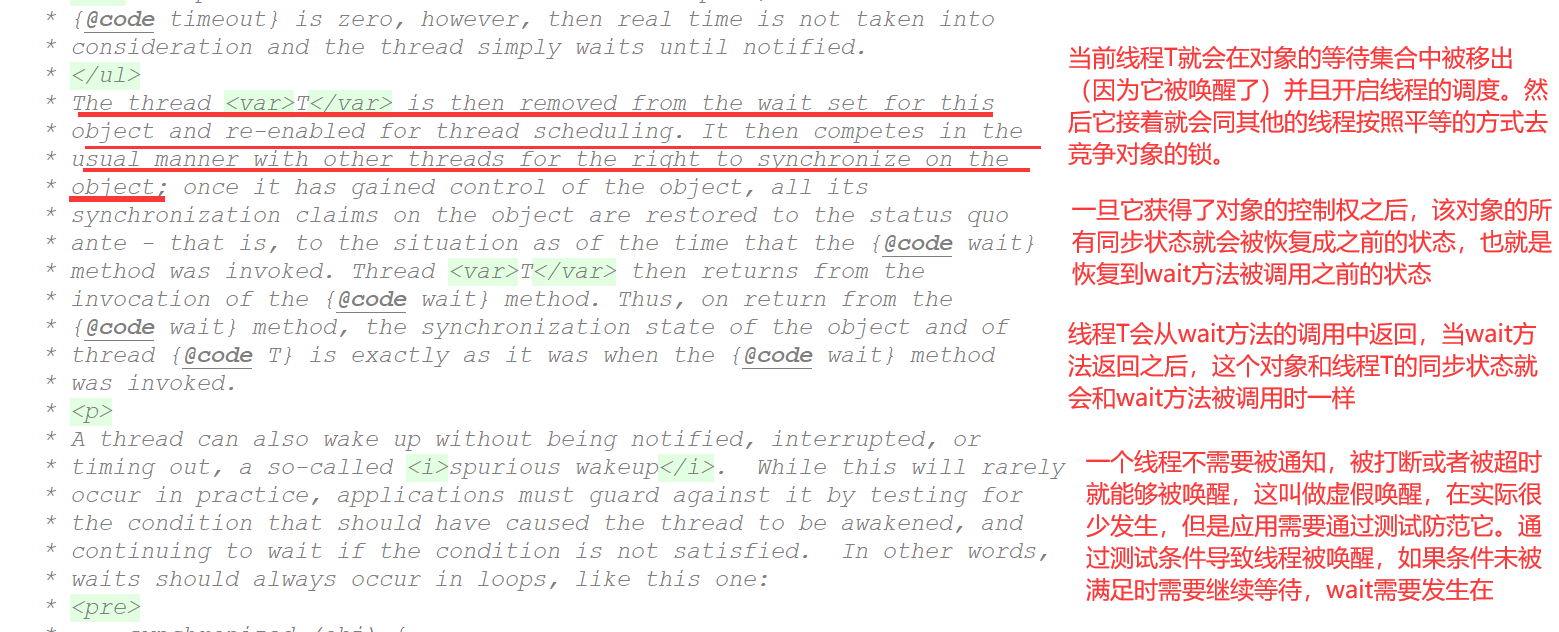 * {@code timeout} is zero, however, then real time is not taken into
* consideration and the thread simply waits until notified.
* </ul>
* The thread <var>T</var> is then removed from the wait set for this
* object and re-enabled for thread scheduling. It then competes in the
* usual manner with other threads for the right to synchronize on the
* object; once it has gained control of the object, all its
* synchronization claims on the object are restored to the status quo
* ante - that is, to the situation as of the time that the {@code wait}
* method was invoked. Thread <var>T</var> then returns from the
* invocation of the {@code wait} method. Thus, on return from the
* {@code wait} method, the synchronization state of the object and of
* thread {@code T} is exactly as it was when the {@code wait} method
* was invoked.
* <p>
* A thread can also wake up without being notified, interrupted, or
* timing out, a so-called <i>spurious wakeup</i>.  While this will rarely
* occur in practice, applications must guard against it by testing for
* the condition that should have caused the thread to be awakened, and
* continuing to wait if the condition is not satisfied.  In other words,
* waits should always occur in loops, like this one:
* <pre>
当前线程T就会在对象的等待集合中被移出
（因为它被唤醒了）并且开启线程的调度。然
后它接着就会同其他的线程按照平等的方式去
竞争对象的锁。
一旦它获得了对象的控制权之后，该对象的所
有同步状态就会被恢复成之前的状态，也就是
恢复到wait方法被调用之前的状态
线程T会从wait方法的调用中返回，当wait方
法返回之后，这个对象和线程T的同步状态就
会和wait方法被调用时一样
一个线程不需要被通知，被打断或者被超时
就能够被唤醒，这叫做虚假唤醒，在实际很
少发生，但是应用需要通过测试防范它。通
过测试条件导致线程被唤醒，如果条件未被
满足时需要继续等待，wait需要发生在